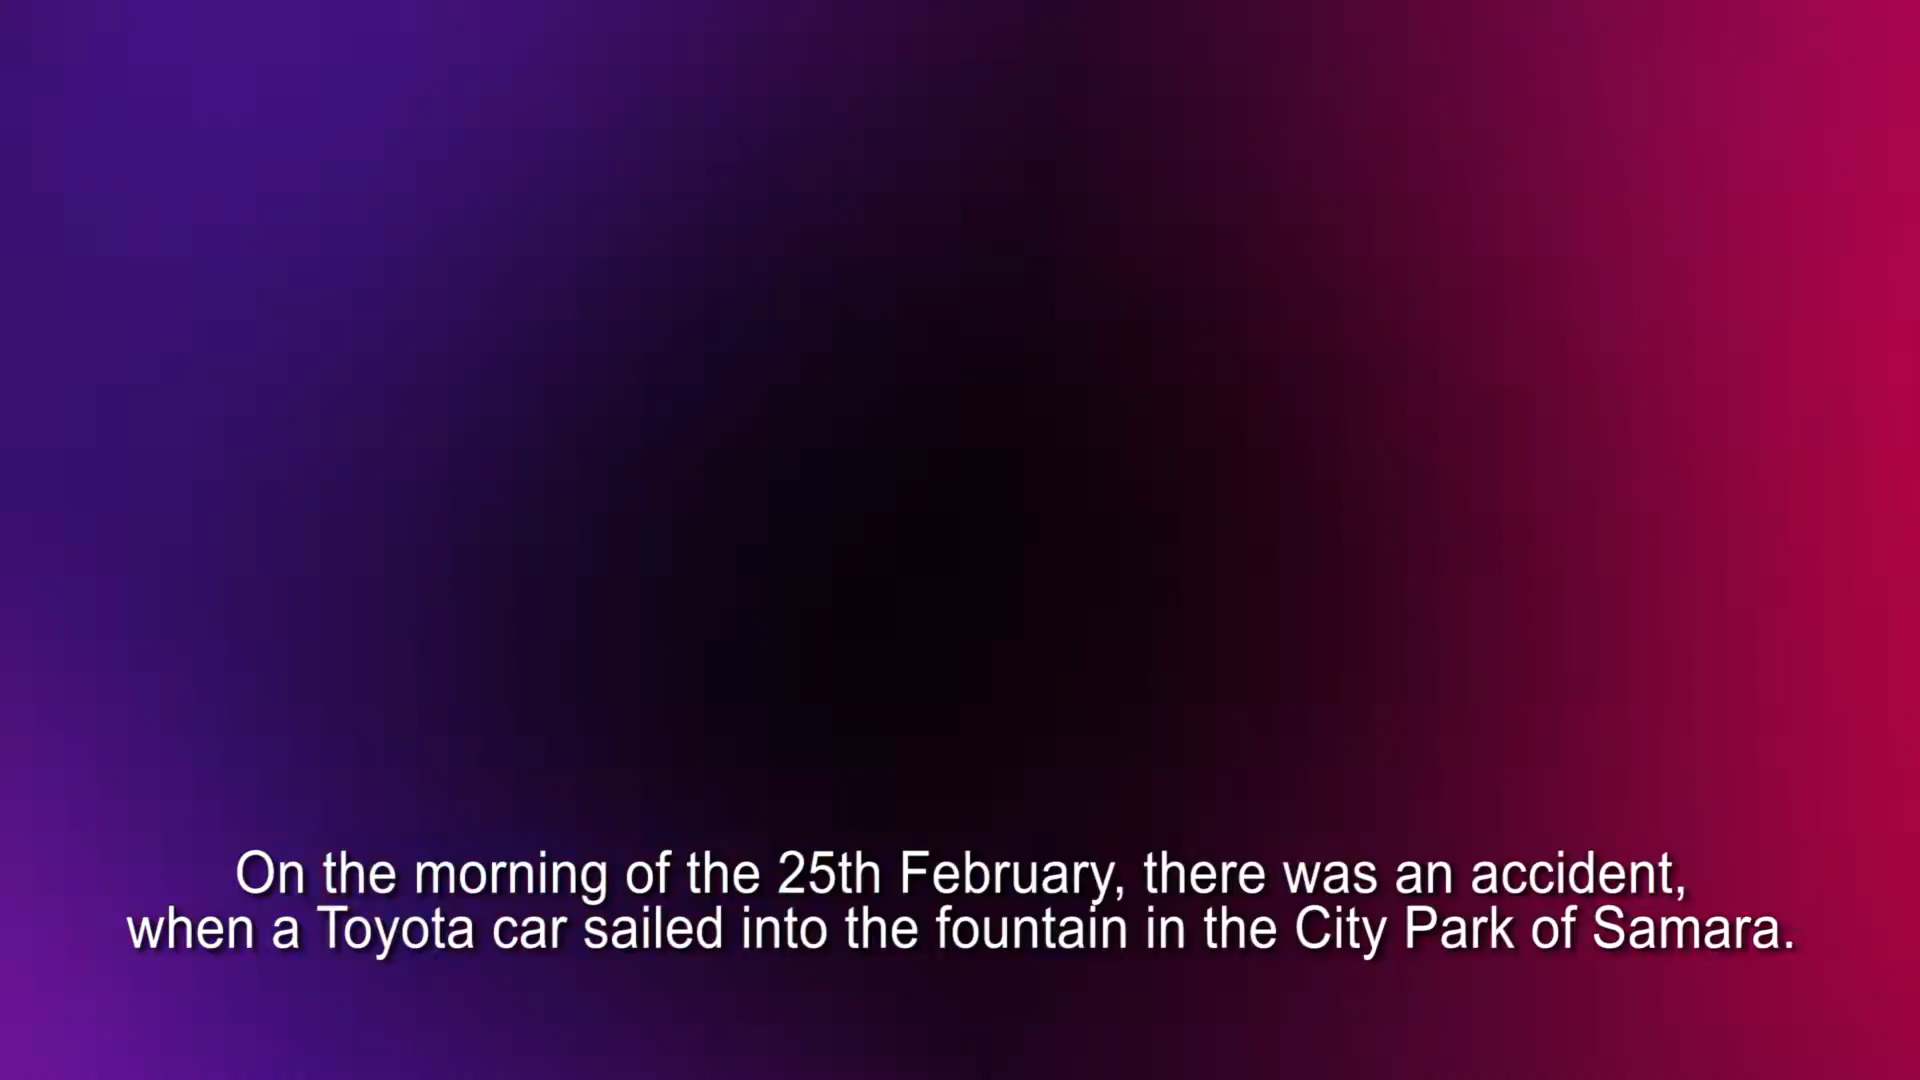 On the morning of the 25th February, there was an accident,
when a Toyota car sailed into the fountain in the City Park of Samara.